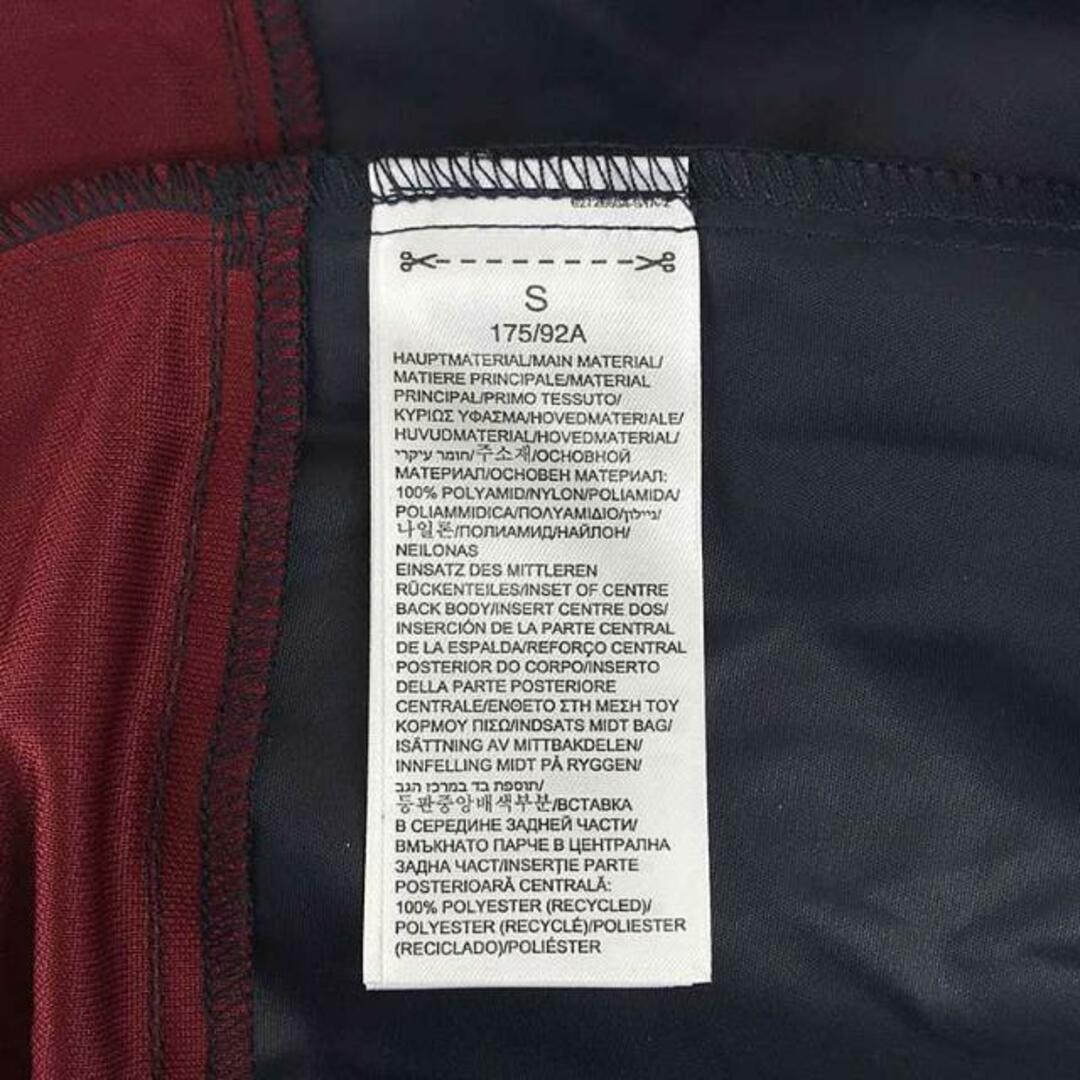 S
175/92A
HAUPTMATERIAL/MAIN MATERIAL/
MATIERE PRINCIPALE/MATERIAL
PRINCIPAL/PRIMO TESSUTO/
ΚΥΡΙΩΣ ΥΦΑΣΜΑ/HOVEDMATERIALE/
HUVUDMATERIAL/HOVEDMATERIAL/
חומר עיקרי/주소재/ОСНОВНОЙ
МАТЕРИАЛ/ОСНОВЕН МАТЕРИАЛ:
100% POLYAMID/NYLON/POLIAMIDA/
POLIAMMIDICA/ΠΟΛΥΑΜΙΔΙΟ/ניילון/
나일론/ПОЛИАМИД/НАЙЛОН/
NEILONAS
EINSATZ DES MITTLEREN
RÜCKENTEILES/INSET OF CENTRE
BACK BODY/INSERT CENTRE DOS/
INSERCIÓN DE LA PARTE CENTRAL
DE LA ESPALDA/REFORÇO CENTRAL
POSTERIOR DO CORPO/INSERTO
DELLA PARTE POSTERIORE
CENTRALE/ΕΝΘΕΤΟ ΣΤΗ ΜΕΣΗ ΤΟΥ
ΚΟΡΜΟΥ ΠΙΣΩ/INDSATS MIDT BAG/
ISÄTTNING AV MITTBAKDELEN/
INNFELLING MIDT PÅ RYGGEN/
תוספת בד במרכז הגב/
등판중앙배색부분/ВСТАВКА
В СЕРЕДИНЕ ЗАДНЕЙ ЧАСТИ/
ВМЪКНАТО ПАРЧЕ В ЦЕНТРАЛНА
ЗАДНА ЧАСТ/INSERȚIE PARTE
POSTERIOARĂ CENTRALĂ:
100% POLYESTER (RECYCLED)/
POLYESTER (RECYCLÉ)/POLIESTER
(RECICLADO)/POLIÉSTER